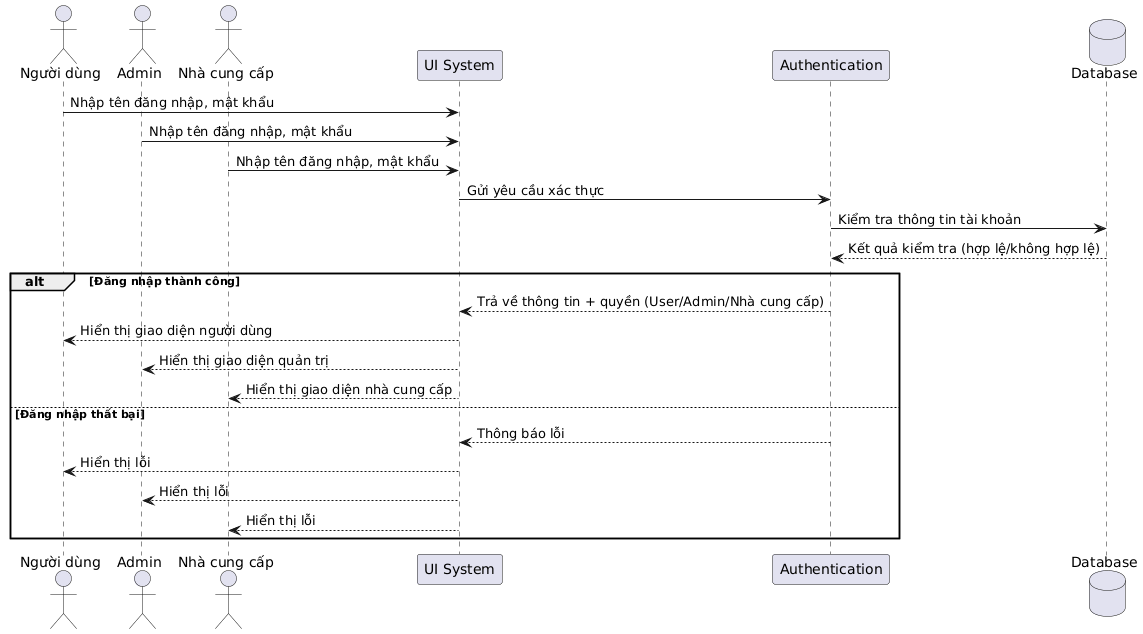 Người dùng
Admin
Nhà cung cấp
UI System
Authentication
Database
Nhập tên đăng nhập, mật khẩu
Nhập tên đăng nhập, mật khẩu
Nhập tên đăng nhập, mật khẩu
Gửi yêu cầu xác thực
Kiểm tra thông tin tài khoản
Kết quả kiểm tra (hợp lệ/không hợp lệ)
alt [Đăng nhập thành công]
Trả về thông tin + quyền (User/Admin/Nhà cung cấp)
Hiển thị giao diện người dùng
Hiển thị giao diện quản trị
Hiển thị giao diện nhà cung cấp
[Đăng nhập thất bại]
Thông báo lỗi
Hiển thị lỗi
Hiển thị lỗi
Hiển thị lỗi
Người dùng
Admin
Nhà cung cấp
UI System
Authentication
Database